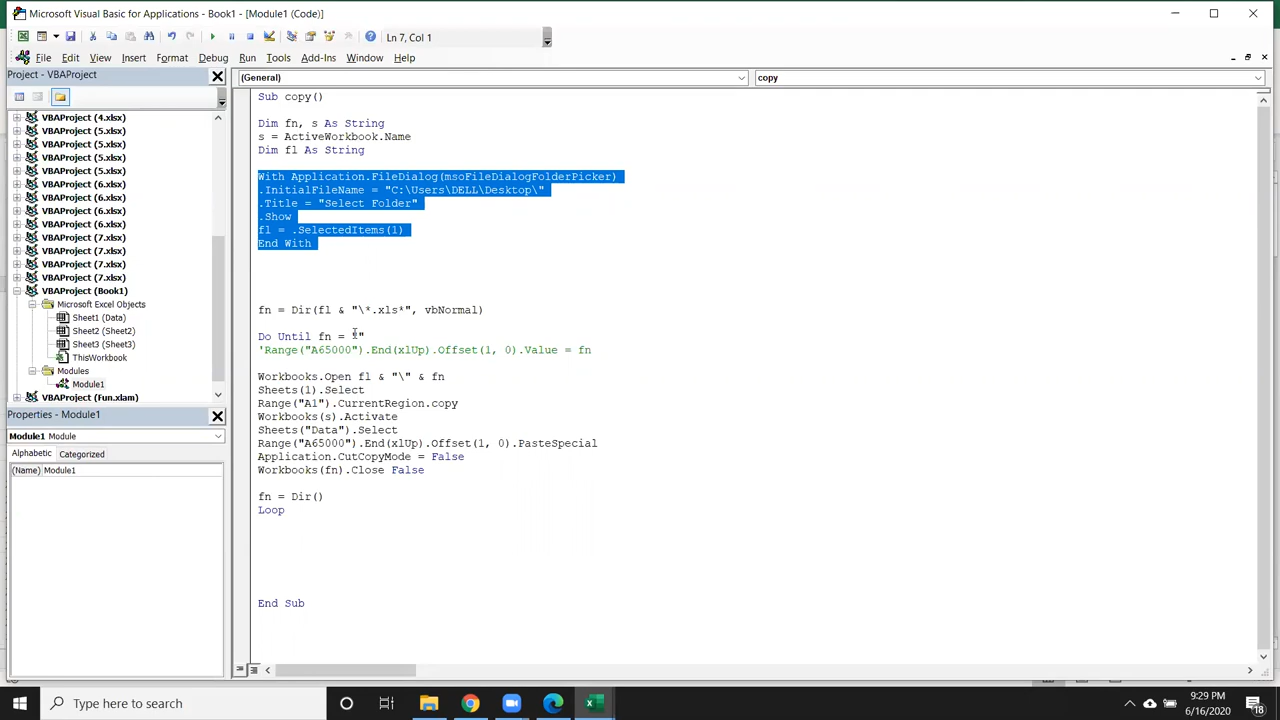 Microsoft Visual Basic for Applications - Book1 - [Module1 (Code)]
Ln 7, Col 1
File Edit View Insert Format Debug Run Tools Add-Ins Window Help
Project - VBAProject
VBAProject (4.xlsx)
VBAProject (5.xlsx)
VBAProject (5.xlsx)
VBAProject (5.xlsx)
VBAProject (5.xlsx)
VBAProject (6.xlsx)
VBAProject (6.xlsx)
VBAProject (6.xlsx)
VBAProject (6.xlsx)
VBAProject (7.xlsx)
VBAProject (7.xlsx)
VBAProject (7.xlsx)
VBAProject (7.xlsx)
VBAProject (Book1)
Microsoft Excel Objects
Sheet1 (Data)
Sheet2 (Sheet2)
Sheet3 (Sheet3)
ThisWorkbook
Modules
Module1
VBAProject (Fun.xlam)
Properties - Module1
Module1 Module
Alphabetic Categorized
(Name) Module1
(General)
copy
Sub copy()
Dim fn, s As String
s = ActiveWorkbook.Name
Dim fl As String
With Application.FileDialog(msoFileDialogFolderPicker)
.InitialFileName = "C:\Users\DELL\Desktop\"
.Title = "Select Folder"
.Show
fl = .SelectedItems(1)
End With
fn = Dir(fl & "\*.xls*", vbNormal)
Do Until fn = ""
'Range("A65000").End(xlUp).Offset(1, 0).Value = fn
Workbooks.Open fl & "\" & fn
Sheets(1).Select
Range("A1").CurrentRegion.copy
Workbooks(s).Activate
Sheets("Data").Select
Range("A65000").End(xlUp).Offset(1, 0).PasteSpecial
Application.CutCopyMode = False
Workbooks(fn).Close False
fn = Dir()
Loop
End Sub
Type here to search
9:29 PM
6/16/2020
18